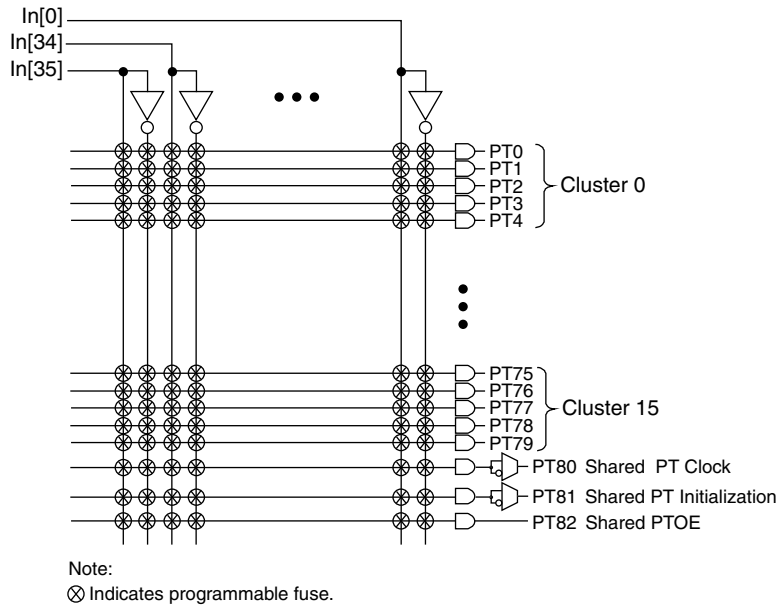 In[0]
In[34]
In[35]
PT0
PT1
PT2
PT3
PT4
Cluster 0
PT75
PT76
PT77
PT78
PT79
Cluster 15
PT80 Shared PT Clock
PT81 Shared PT Initialization
PT82 Shared PTOE
Note:
Indicates programmable fuse.